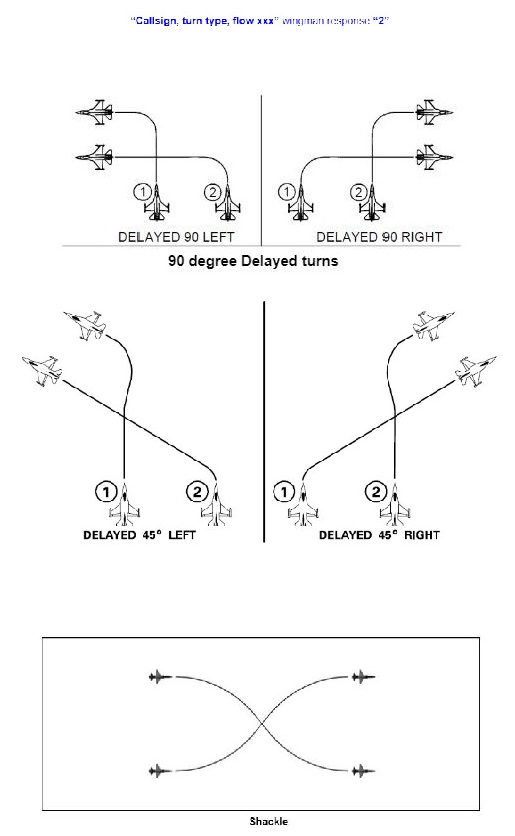 “Callsign, turn type, flow xxx” wingman response “2”
1 2 1 2
DELAYED 90 LEFT DELAYED 90 RIGHT
90 degree Delayed turns
1 2 1 2
DELAYED 45° LEFT DELAYED 45° RIGHT
Shackle